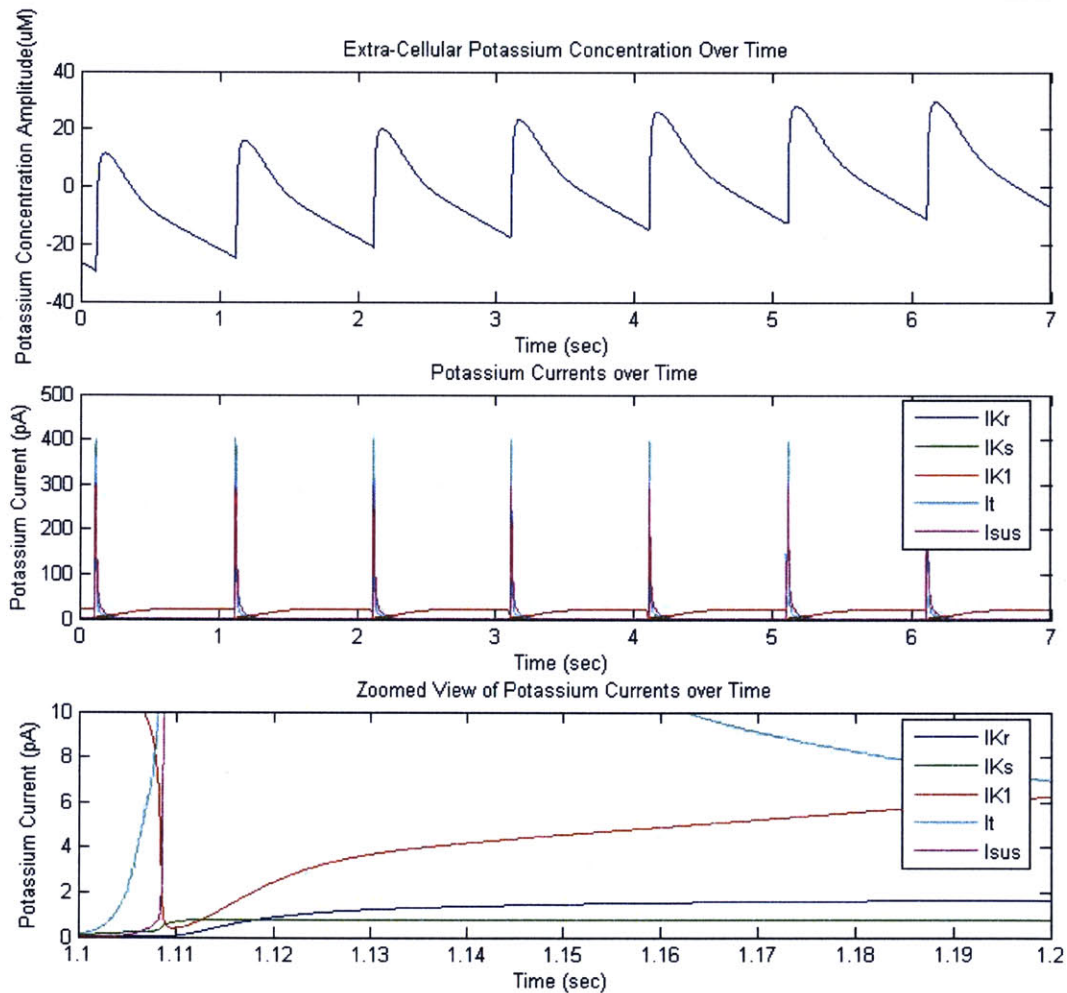 Extra-Cellular Potassium Concentration Over Time
Potassium Concentration Amplitude(uM)
40
20
0
-20
-40
0 1 2 3 4 5 6 7
Time (sec)
Potassium Currents over Time
Potassium Current (pA)
500
400
300
200
100
0
IKr
IKs
IK1
It
Isus
0 1 2 3 4 5 6 7
Time (sec)
Zoomed View of Potassium Currents over Time
Potassium Current (pA)
10
8
6
4
2
0
IKr
IKs
IK1
It
Isus
1.1 1.11 1.12 1.13 1.14 1.15 1.16 1.17 1.18 1.19 1.2
Time (sec)